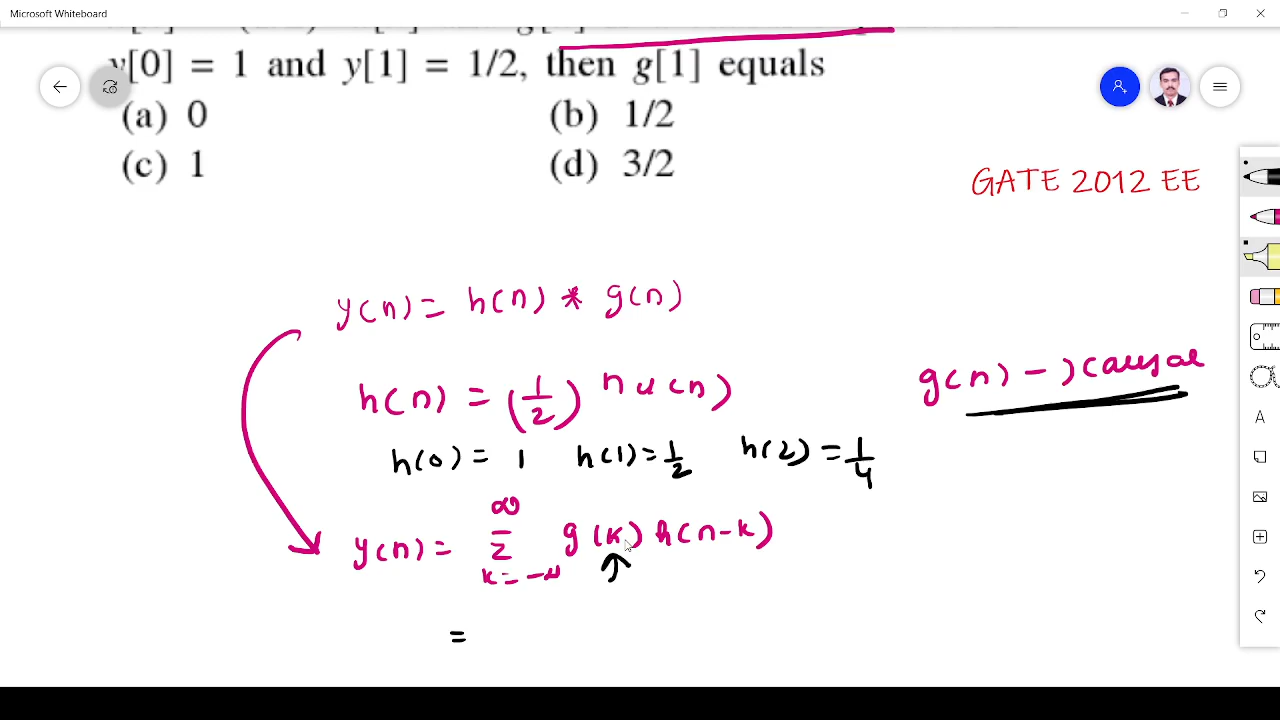 Microsoft Whiteboard
y[0] = 1 and y[1] = 1/2, then g[1] equals
(a) 0 (b) 1/2
(c) 1 (d) 3/2
GATE 2012 EE
y(n) = h(n) * g(n)
h(n) = (1/2)^n u(n)
g(n) -> causal
h(0) = 1 h(1) = 1/2 h(2) = 1/4
y(n) = Σ_{k=-∞}^{∞} g(k) h(n-k)
=